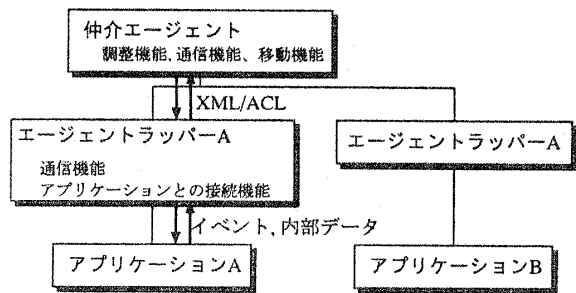 仲介エージェント
調整機能,通信機能、移動機能
XML/ACL
エージェントラッパーA
通信機能
アプリケーションとの接続機能
エージェントラッパーA
イベント,内部データ
アプリケーションA
アプリケーションB